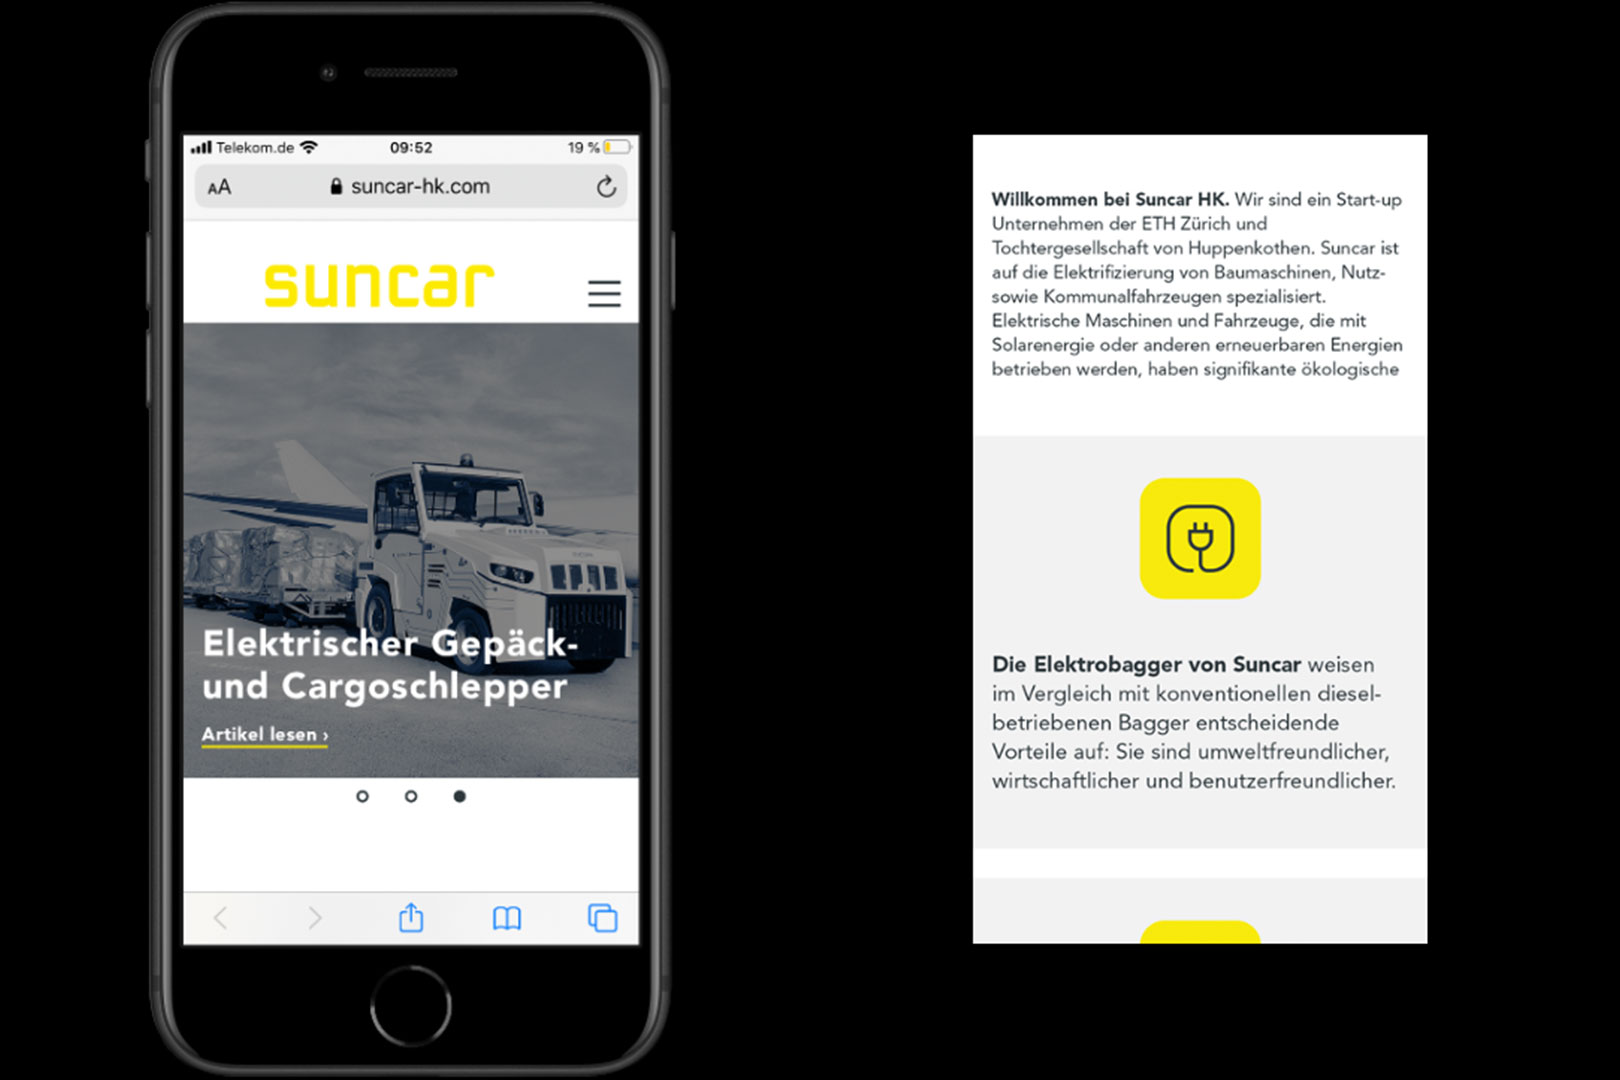 Telekom.de 09:52 19 %
AA suncar-hk.com
suncar
Elektrischer Gepäck-
und Cargoschlepper
Artikel lesen ›
Willkommen bei Suncar HK. Wir sind ein Start-up
Unternehmen der ETH Zürich und
Tochtergesellschaft von Huppenkothen. Suncar ist
auf die Elektrifizierung von Baumaschinen, Nutz-
sowie Kommunalfahrzeugen spezialisiert.
Elektrische Maschinen und Fahrzeuge, die mit
Solarenergie oder anderen erneuerbaren Energien
betrieben werden, haben signifikante ökologische
Die Elektrobagger von Suncar weisen
im Vergleich mit konventionellen diesel-
betriebenen Bagger entscheidende
Vorteile auf: Sie sind umweltfreundlicher,
wirtschaftlicher und benutzerfreundlicher.